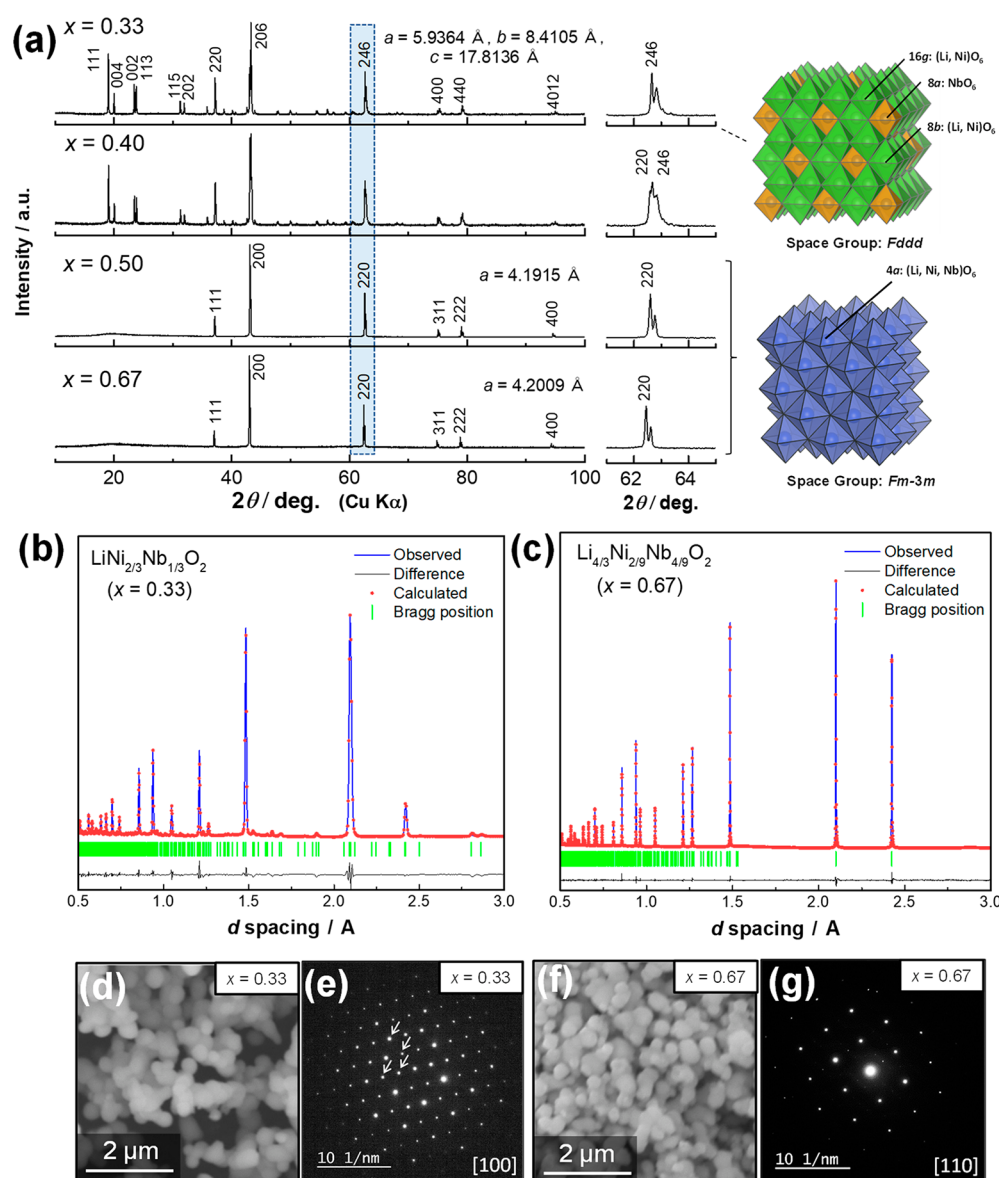 (a)
x = 0.33
111
004
002
113
115
202
220
206
a = 5.9364 Å, b = 8.4105 Å,
c = 17.8136 Å
246
400
440
4012
246
16g: (Li, Ni)O6
8a: NbO6
8b: (Li, Ni)O6
x = 0.40
220
246
Space Group: Fddd
Intensity / a.u.
x = 0.50
111
200
220
a = 4.1915 Å
311
222
400
220
4a: (Li, Ni, Nb)O6
x = 0.67
111
200
220
a = 4.2009 Å
311
222
400
220
20 40 60 80 100
62 64
2θ / deg. (Cu Kα)
2θ / deg.
Space Group: Fm-3m
(b)
LiNi2/3Nb1/3O2
(x = 0.33)
Observed
Difference
Calculated
Bragg position
0.5 1.0 1.5 2.0 2.5 3.0
d spacing / A
(c)
Li4/3Ni2/9Nb4/9O2
(x = 0.67)
Observed
Difference
Calculated
Bragg position
0.5 1.0 1.5 2.0 2.5 3.0
d spacing / A
(d)
x = 0.33
2 μm
(e)
x = 0.33
10 1/nm
[100]
(f)
x = 0.67
2 μm
(g)
x = 0.67
10 1/nm
[110]